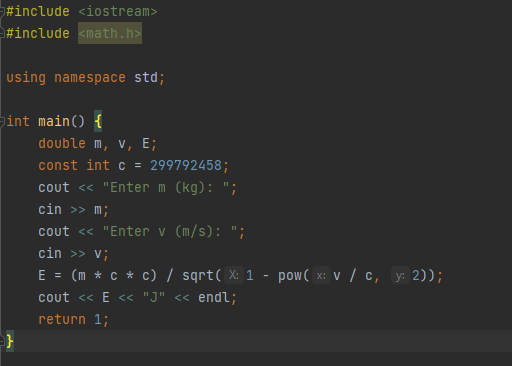 #include <iostream>
#include <math.h>
using namespace std;
int main() {
double m, v, E;
const int c = 299792458;
cout << "Enter m (kg): ";
cin >> m;
cout << "Enter v (m/s): ";
cin >> v;
E = (m * c * c) / sqrt( X: 1 - pow( x: v / c, y: 2));
cout << E << "J" << endl;
return 1;
}